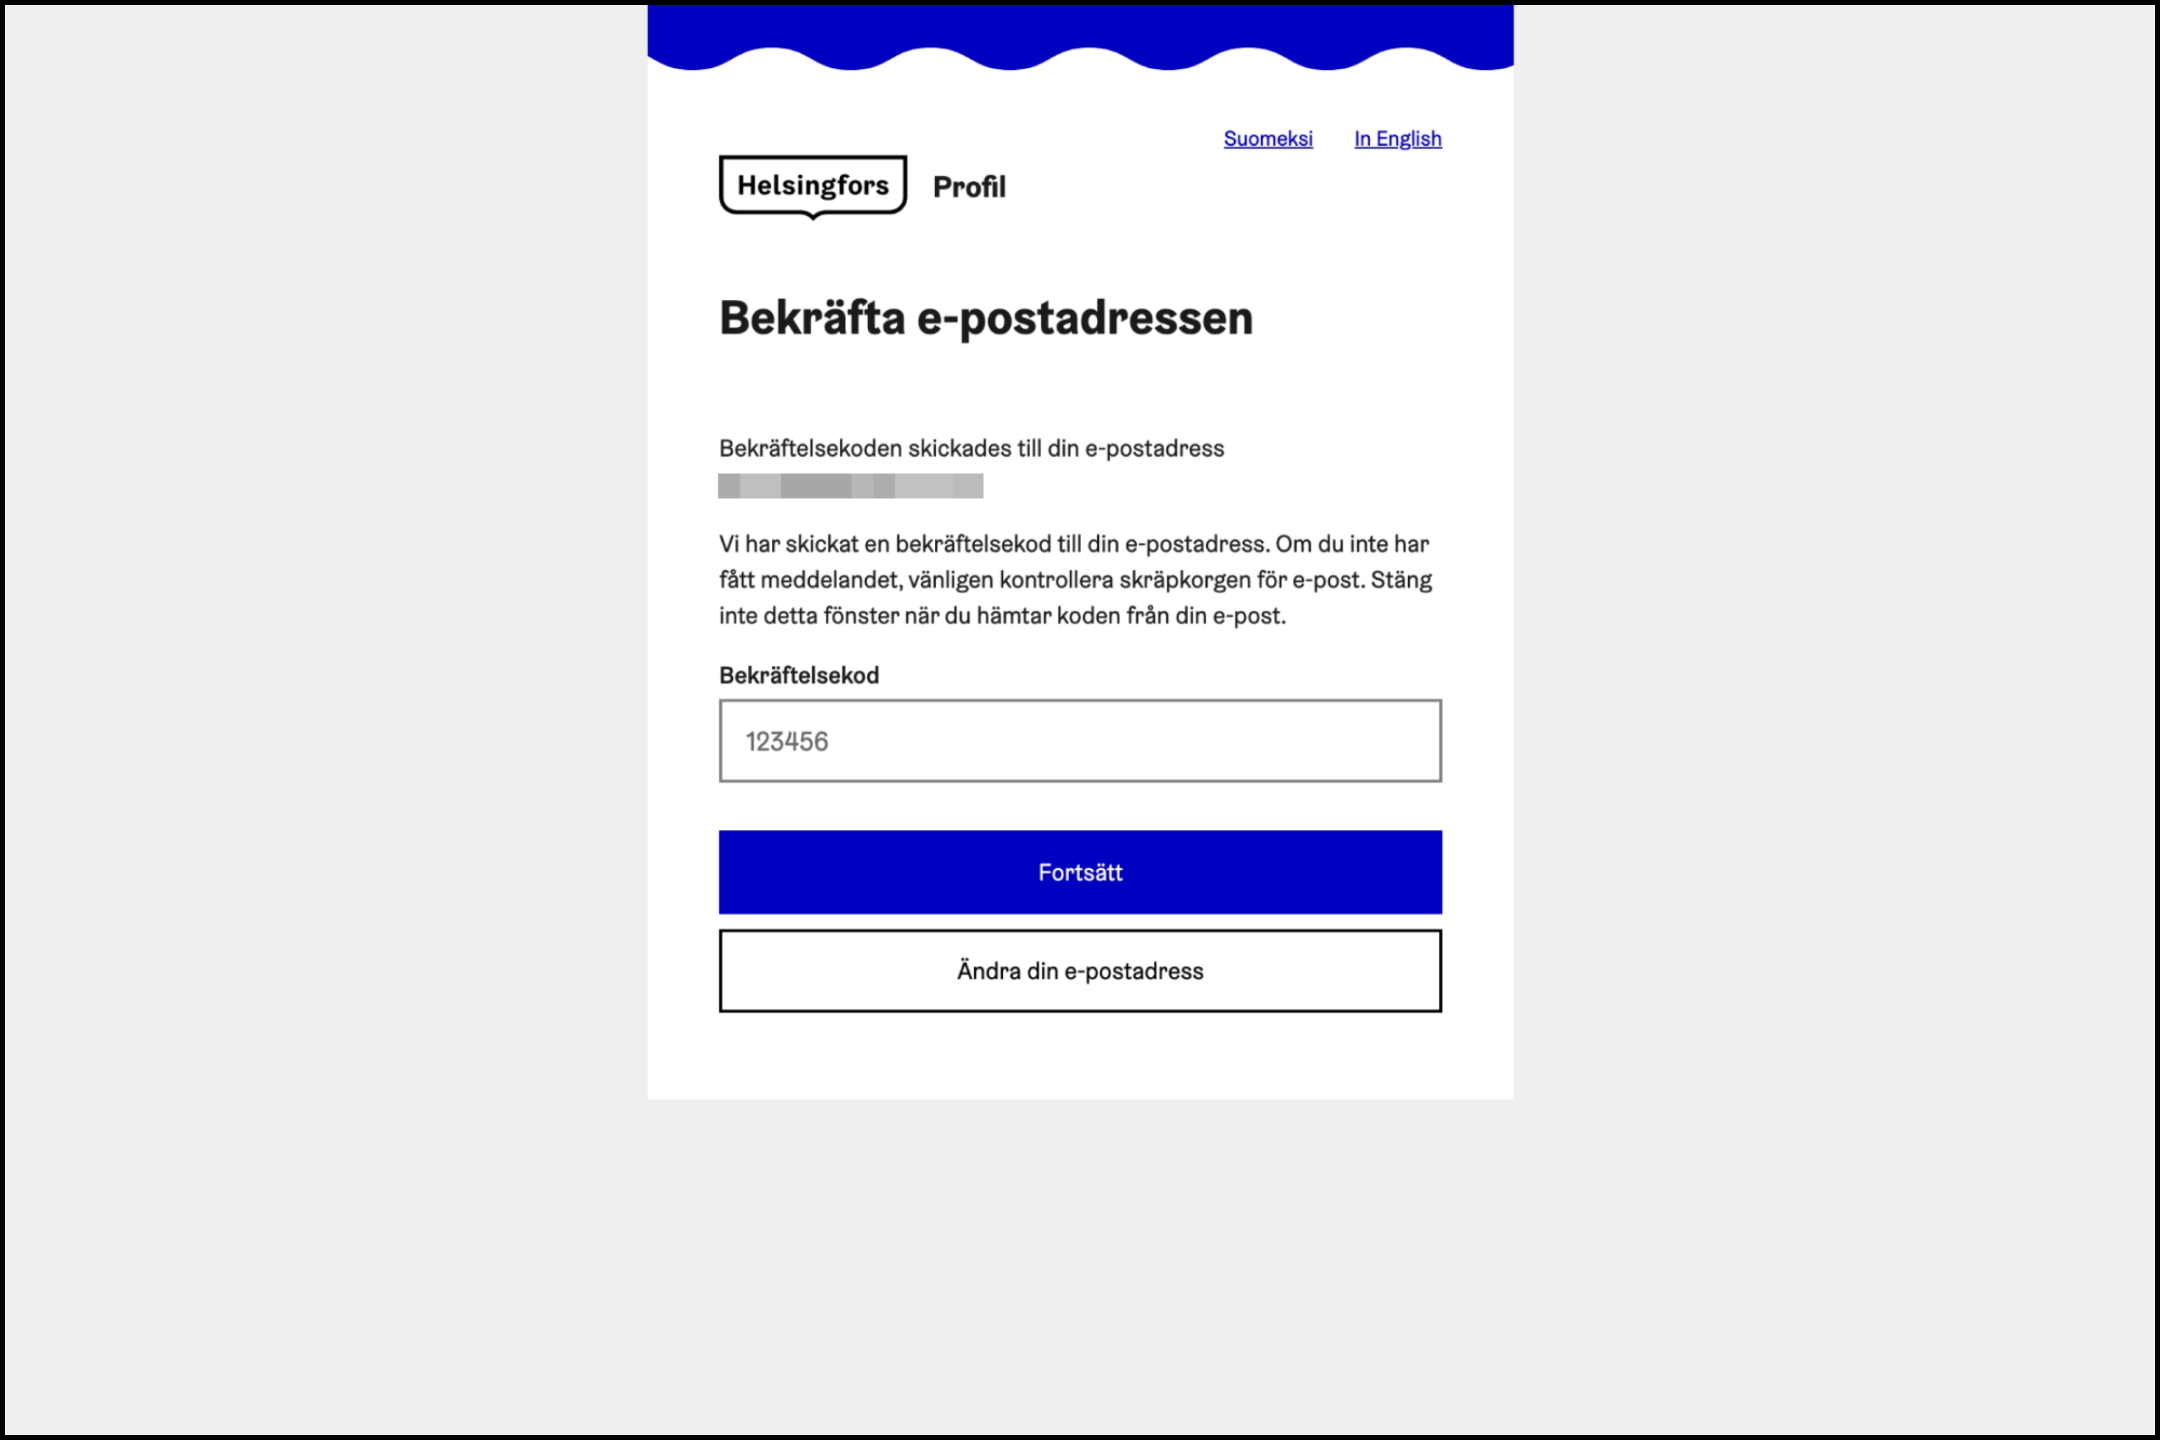 Suomeksi In English
Helsingfors Profil
Bekräfta e-postadressen
Bekräftelsekoden skickades till din e-postadress
Vi har skickat en bekräftelsekod till din e-postadress. Om du inte har
fått meddelandet, vänligen kontrollera skräpkorgen för e-post. Stäng
inte detta fönster när du hämtar koden från din e-post.
Bekräftelsekod
123456
Fortsätt
Ändra din e-postadress